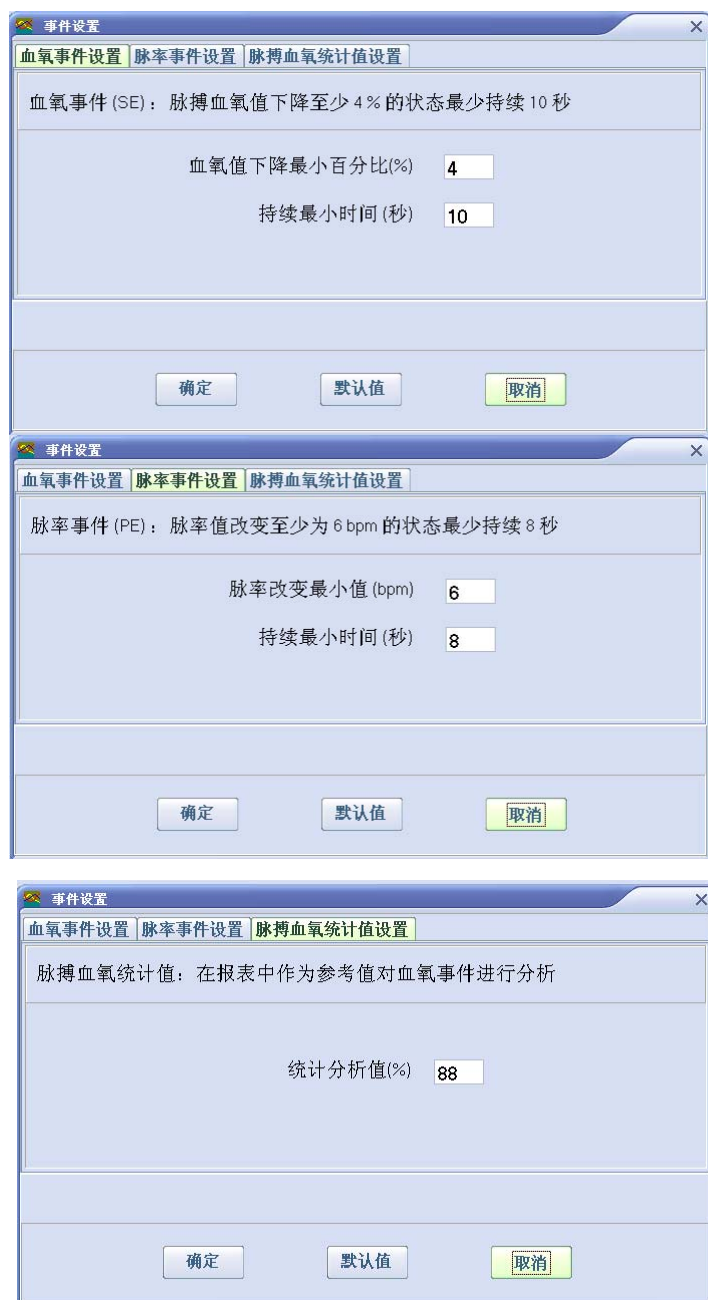 事件设置
血氧事件设置 脉率事件设置 脉搏血氧统计值设置
血氧事件 (SE)：脉搏血氧值下降至少 4 % 的状态最少持续 10 秒
血氧值下降最小百分比(%) 4
持续最小时间 (秒) 10
确定 默认值 取消
事件设置
血氧事件设置 脉率事件设置 脉搏血氧统计值设置
脉率事件 (PE)：脉率值改变至少为 6 bpm 的状态最少持续 8 秒
脉率改变最小值 (bpm) 6
持续最小时间 (秒) 8
确定 默认值 取消
事件设置
血氧事件设置 脉率事件设置 脉搏血氧统计值设置
脉搏血氧统计值：在报表中作为参考值对血氧事件进行分析
统计分析值(%) 88
确定 默认值 取消